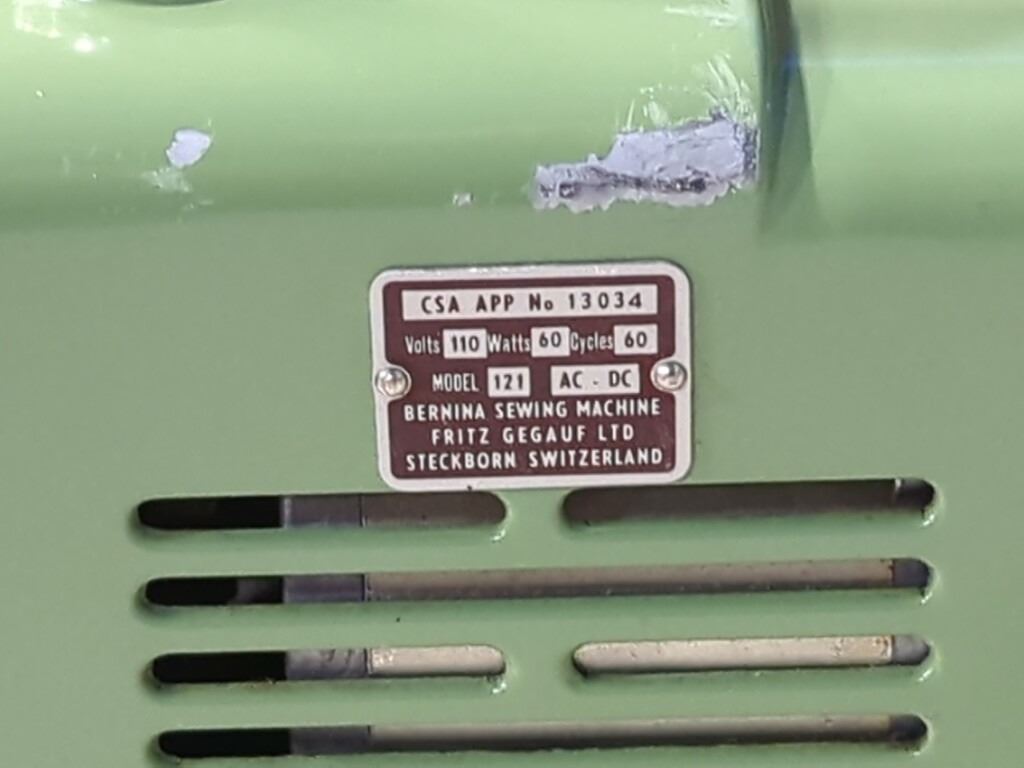 CSA APP No 13034
Volts 110 Watts 60 Cycles 60
MODEL 121 AC - DC
BERNINA SEWING MACHINE
FRITZ GEGAUF LTD
STECKBORN SWITZERLAND